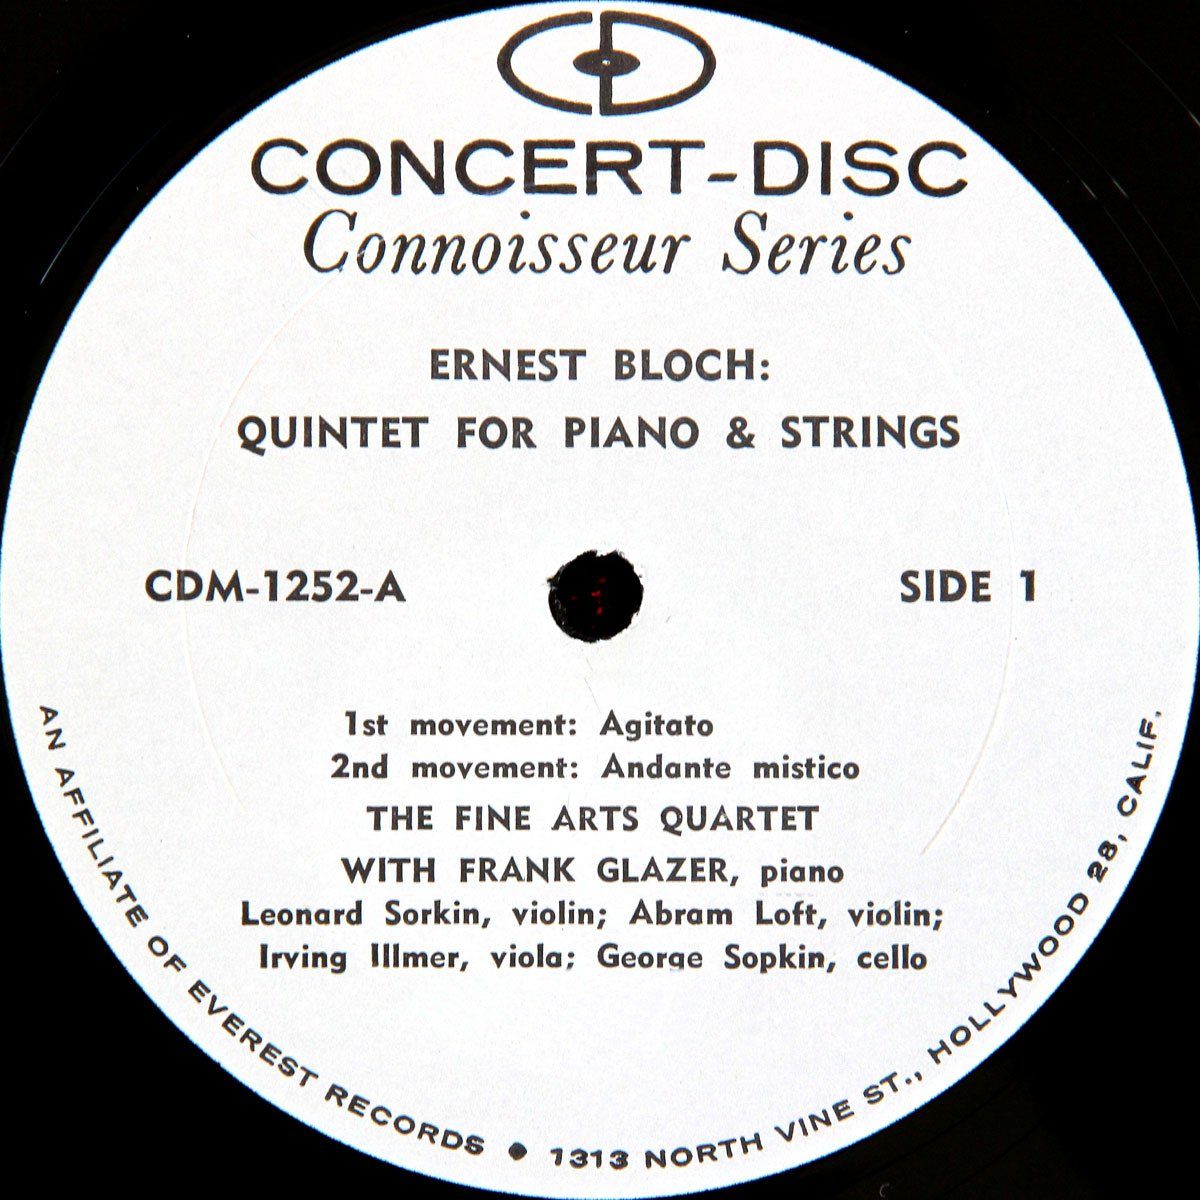 CD
CONCERT-DISC
Connoisseur Series
ERNEST BLOCH:
QUINTET FOR PIANO & STRINGS
CDM-1252-A
SIDE 1
1st movement: Agitato
2nd movement: Andante mistico
THE FINE ARTS QUARTET
WITH FRANK GLAZER, piano
Leonard Sorkin, violin; Abram Loft, violin;
Irving Illmer, viola; George Sopkin, cello
AN AFFILIATE OF EVEREST RECORDS • 1313 NORTH VINE ST., HOLLYWOOD 28, CALIF.